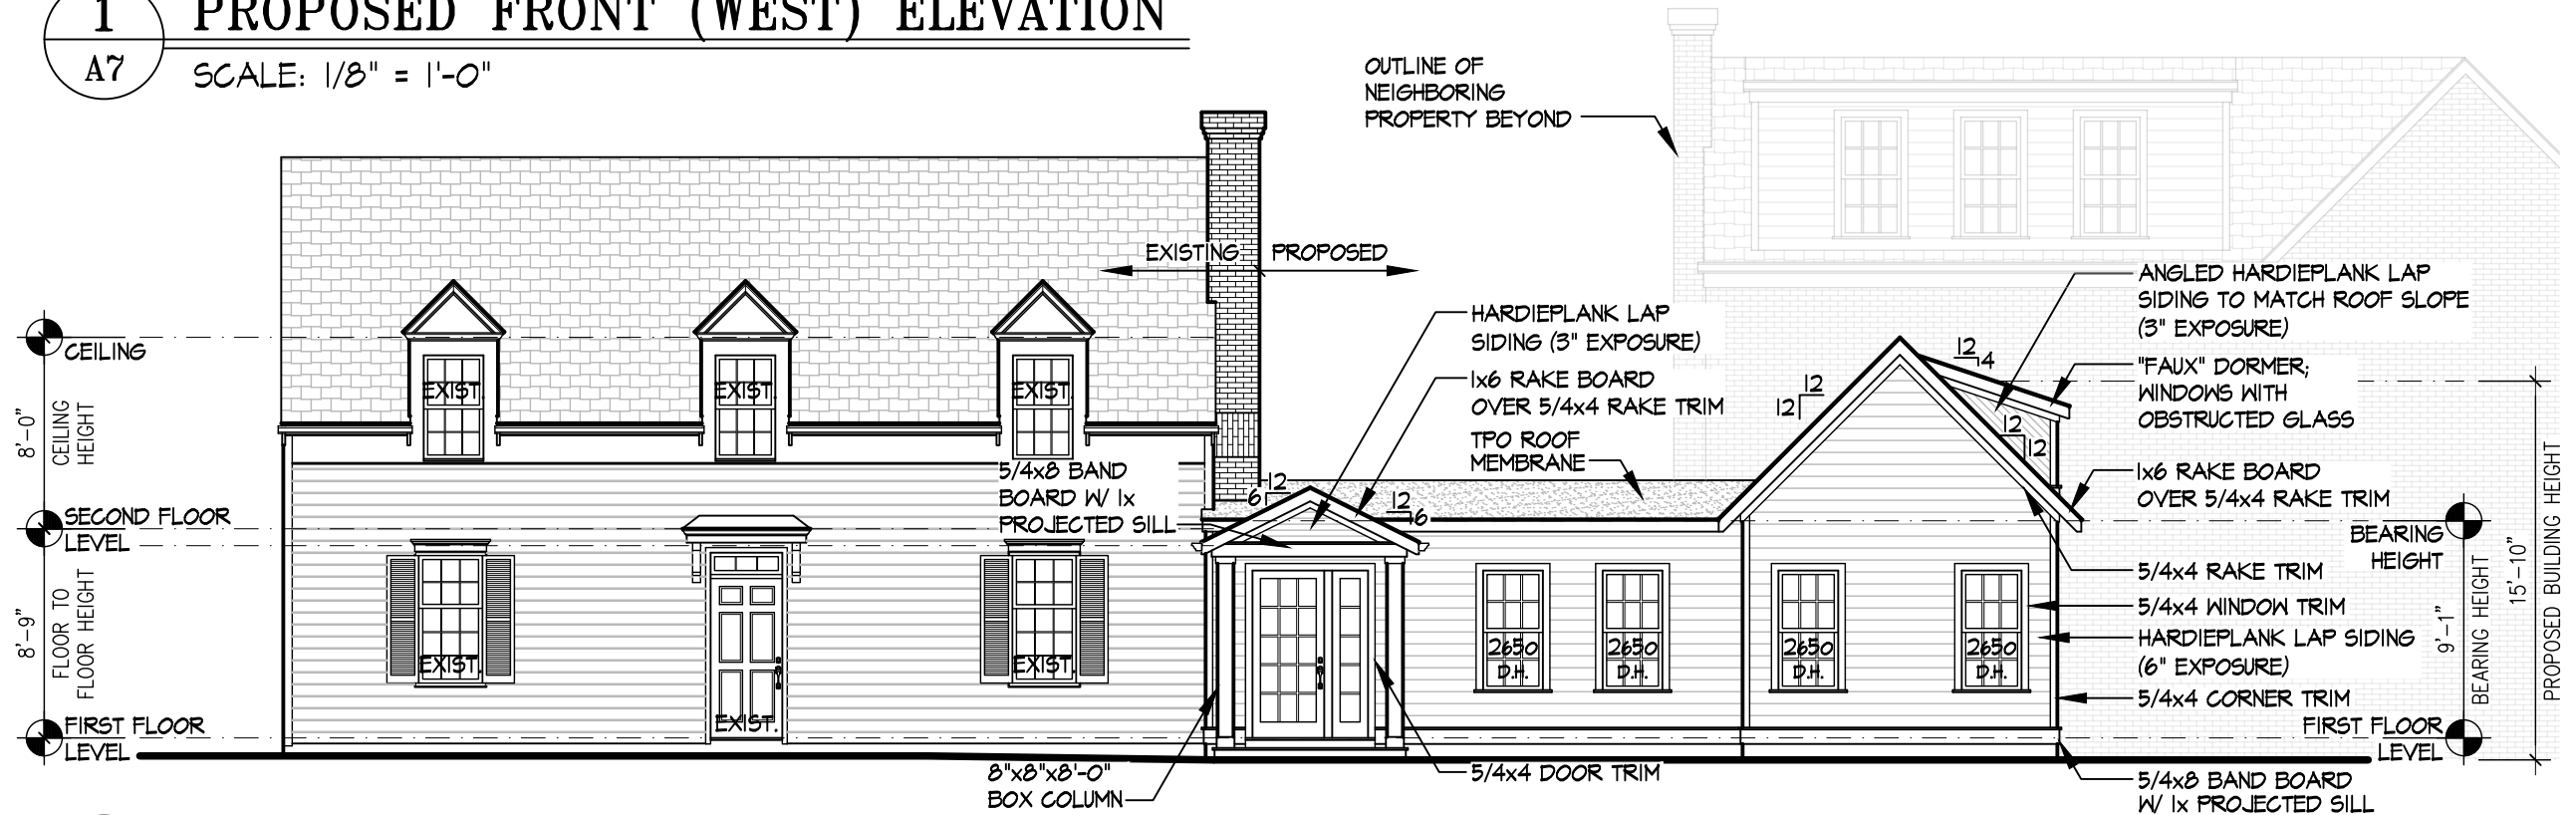 1
A7
PROPOSED FRONT (WEST) ELEVATION
SCALE: 1/8" = 1'-0"
OUTLINE OF
NEIGHBORING
PROPERTY BEYOND
EXISTING
PROPOSED
CEILING
8'-0"
CEILING
HEIGHT
SECOND FLOOR
LEVEL
8'-9"
FLOOR TO
FLOOR HEIGHT
FIRST FLOOR
LEVEL
EXIST.
EXIST.
EXIST.
EXIST.
EXIST.
EXIST.
5/4x8 BAND
BOARD W/ 1x
PROJECTED SILL
8"x8"x8'-0"
BOX COLUMN
12
6
12
6
HARDIEPLANK LAP
SIDING (3" EXPOSURE)
1x6 RAKE BOARD
OVER 5/4x4 RAKE TRIM
TPO ROOF
MEMBRANE
5/4x4 DOOR TRIM
2650
D.H.
2650
D.H.
2650
D.H.
2650
D.H.
12
12
12
4
12
12
ANGLED HARDIEPLANK LAP
SIDING TO MATCH ROOF SLOPE
(3" EXPOSURE)
"FAUX" DORMER;
WINDOWS WITH
OBSTRUCTED GLASS
1x6 RAKE BOARD
OVER 5/4x4 RAKE TRIM
BEARING
HEIGHT
5/4x4 RAKE TRIM
5/4x4 WINDOW TRIM
HARDIEPLANK LAP SIDING
(6" EXPOSURE)
5/4x4 CORNER TRIM
FIRST FLOOR
LEVEL
5/4x8 BAND BOARD
W/ 1x PROJECTED SILL
9'-1"
BEARING HEIGHT
15'-10"
PROPOSED BUILDING HEIGHT